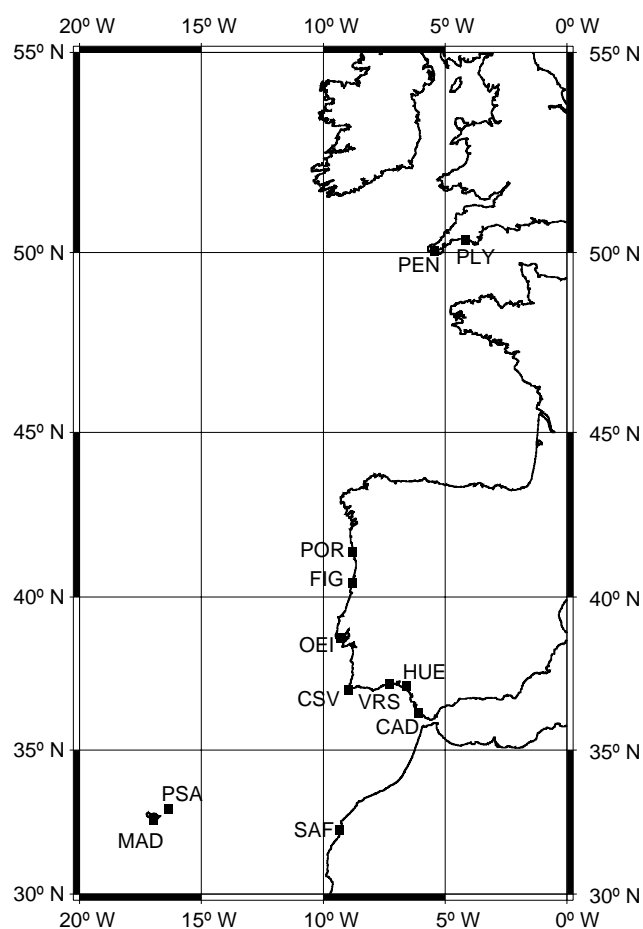 20º W 15º W 10º W 5º W 0º W
55º N 55º N
50º N 50º N
PEN PLY
45º N 45º N
POR
FIG
40º N 40º N
OEI
HUE
CSV VRS
CAD
35º N 35º N
PSA
SAF
MAD
30º N 30º N
20º W 15º W 10º W 5º W 0º W